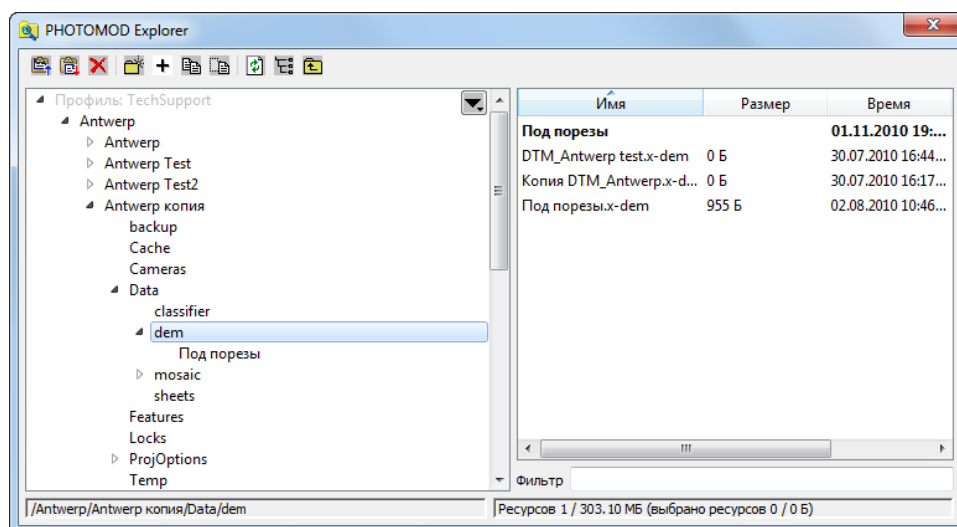 PHOTOMOD Explorer
Профиль: TechSupport
Antwerp
Antwerp
Antwerp Test
Antwerp Test2
Antwerp копия
backup
Cache
Cameras
Data
classifier
dem
Под порезы
mosaic
sheets
Features
Locks
ProjOptions
Temp
Имя Размер Время
Под порезы 01.11.2010 19:...
DTM_Antwerp test.x-dem 0 Б 30.07.2010 16:44...
Копия DTM_Antwerp.x-d... 0 Б 30.07.2010 16:17...
Под порезы.x-dem 955 Б 02.08.2010 10:46...
Фильтр
/Antwerp/Antwerp копия/Data/dem
Ресурсов 1 / 303.10 МБ (выбрано ресурсов 0 / 0 Б)